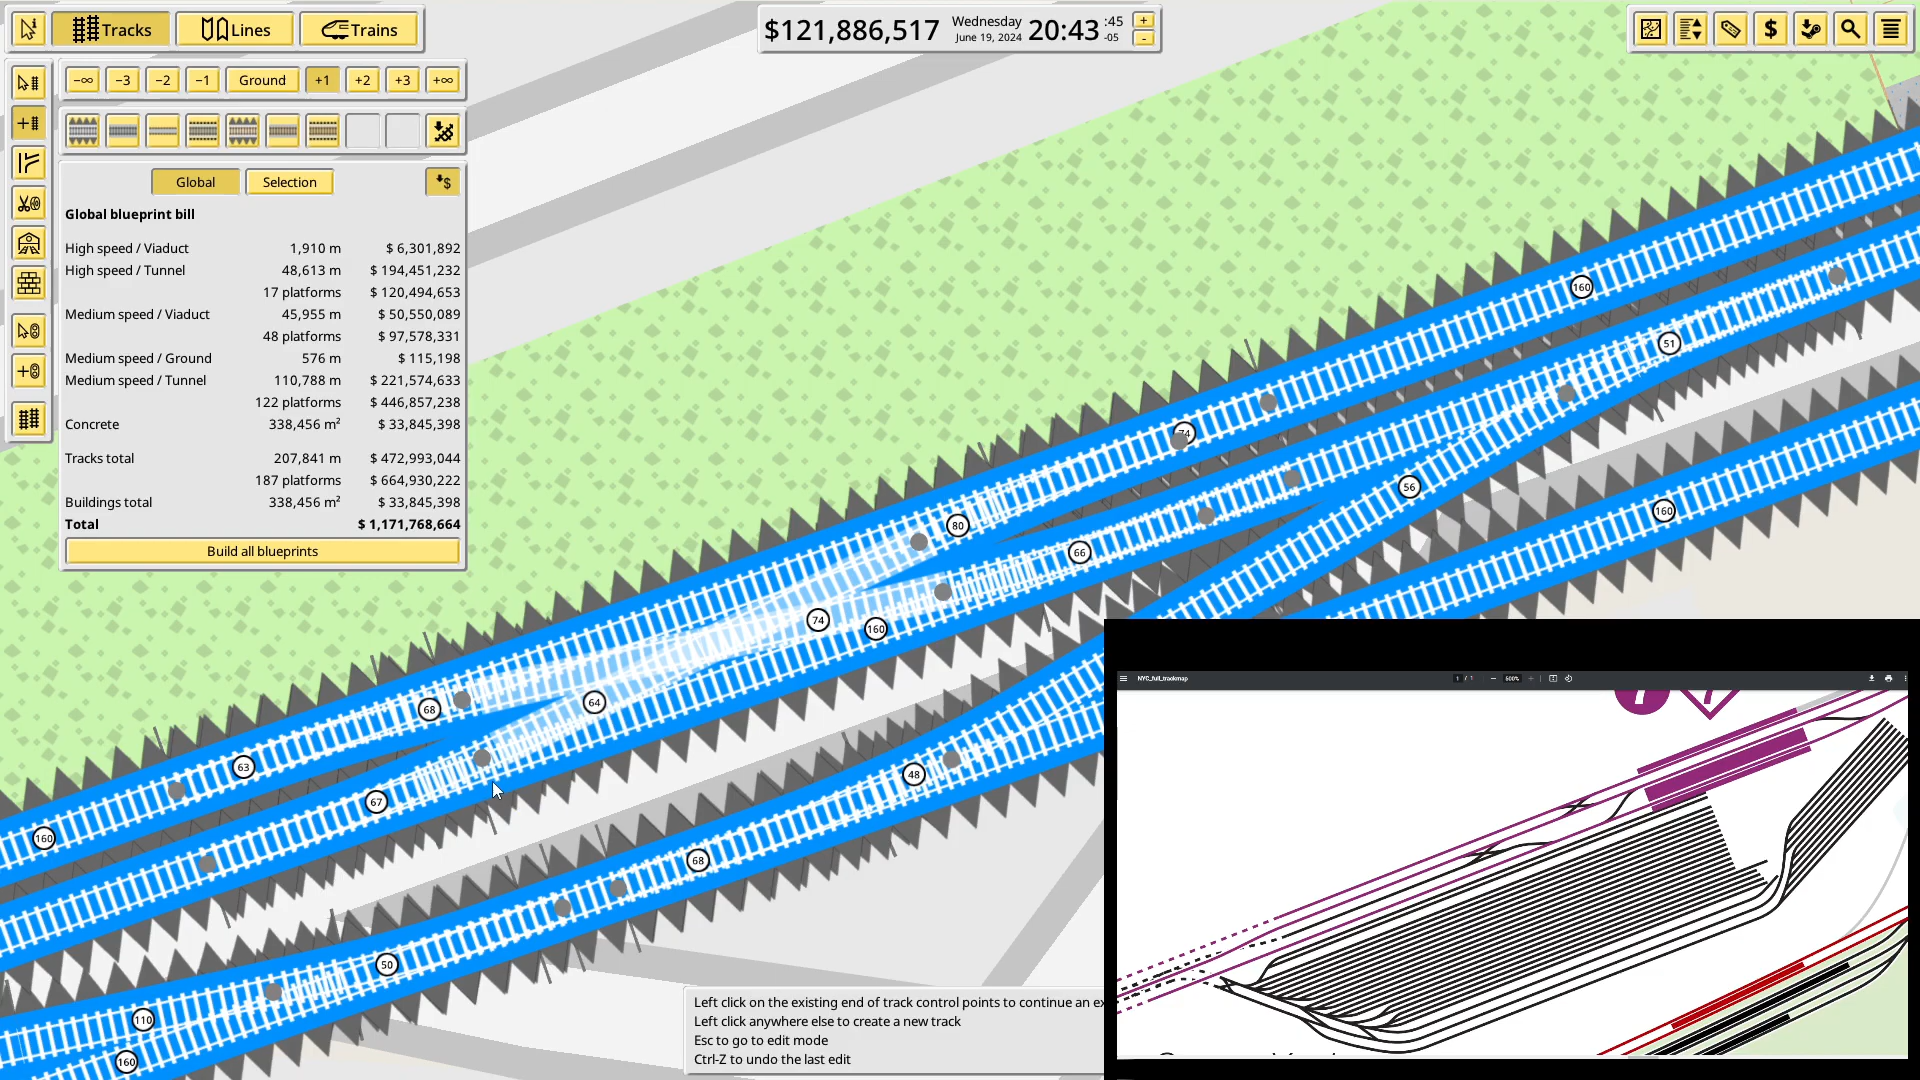 Tracks
Lines
Trains
$121,886,517
Wednesday
June 19, 2024
20:43
:45
-05
+
-
$
-∞
-3
-2
-1
Ground
+1
+2
+3
+∞
Global
Selection
$
Global blueprint bill
High speed / Viaduct 1,910 m $ 6,301,892
High speed / Tunnel 48,613 m $ 194,451,232
17 platforms $ 120,494,653
Medium speed / Viaduct 45,955 m $ 50,550,089
48 platforms $ 97,578,331
Medium speed / Ground 576 m $ 115,198
Medium speed / Tunnel 110,788 m $ 221,574,633
122 platforms $ 446,857,238
Concrete 338,456 m² $ 33,845,398
Tracks total 207,841 m $ 472,993,044
187 platforms $ 664,930,222
Buildings total 338,456 m² $ 33,845,398
Total $ 1,171,768,664
Build all blueprints
160
51
74
56
80
160
66
74
160
64
68
63
67
48
160
68
50
110
160
Left click on the existing end of track control points to continue an ex
Left click anywhere else to create a new track
Esc to go to edit mode
Ctrl-Z to undo the last edit
NYC_full_trackmap
1 / 1
500%